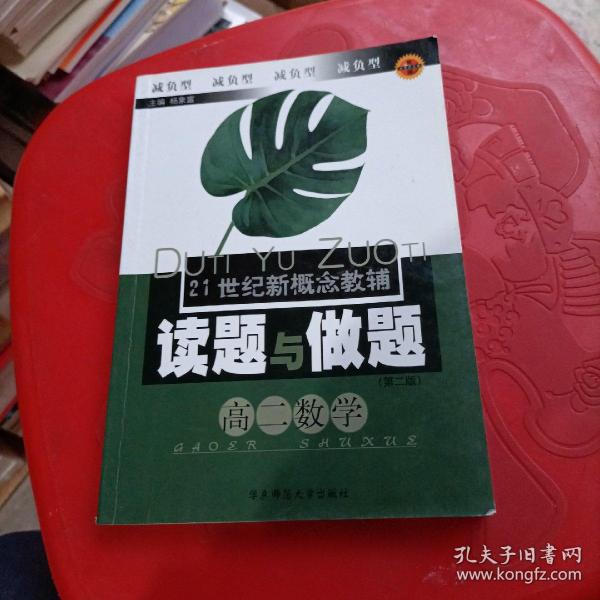 减负型 减负型 减负型 减负型
主编 杨象富
DUTI YU ZUOTI
21世纪新概念教辅
读题与做题
(第二版)
高二数学
GAOER SHUXUE
华东师范大学出版社
孔夫子旧书网
www.kongfz.com